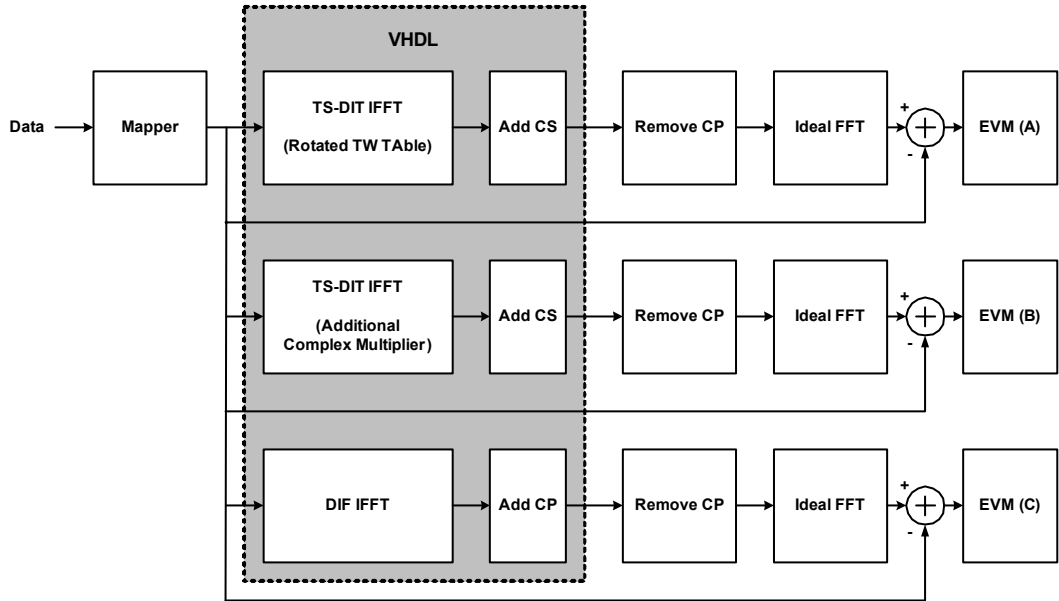 VHDL
Data
Mapper
TS-DIT IFFT
(Rotated TW TAble)
Add CS
Remove CP
Ideal FFT
+
-
EVM (A)
TS-DIT IFFT
(Additional
Complex Multiplier)
Add CS
Remove CP
Ideal FFT
+
-
EVM (B)
DIF IFFT
Add CP
Remove CP
Ideal FFT
+
-
EVM (C)